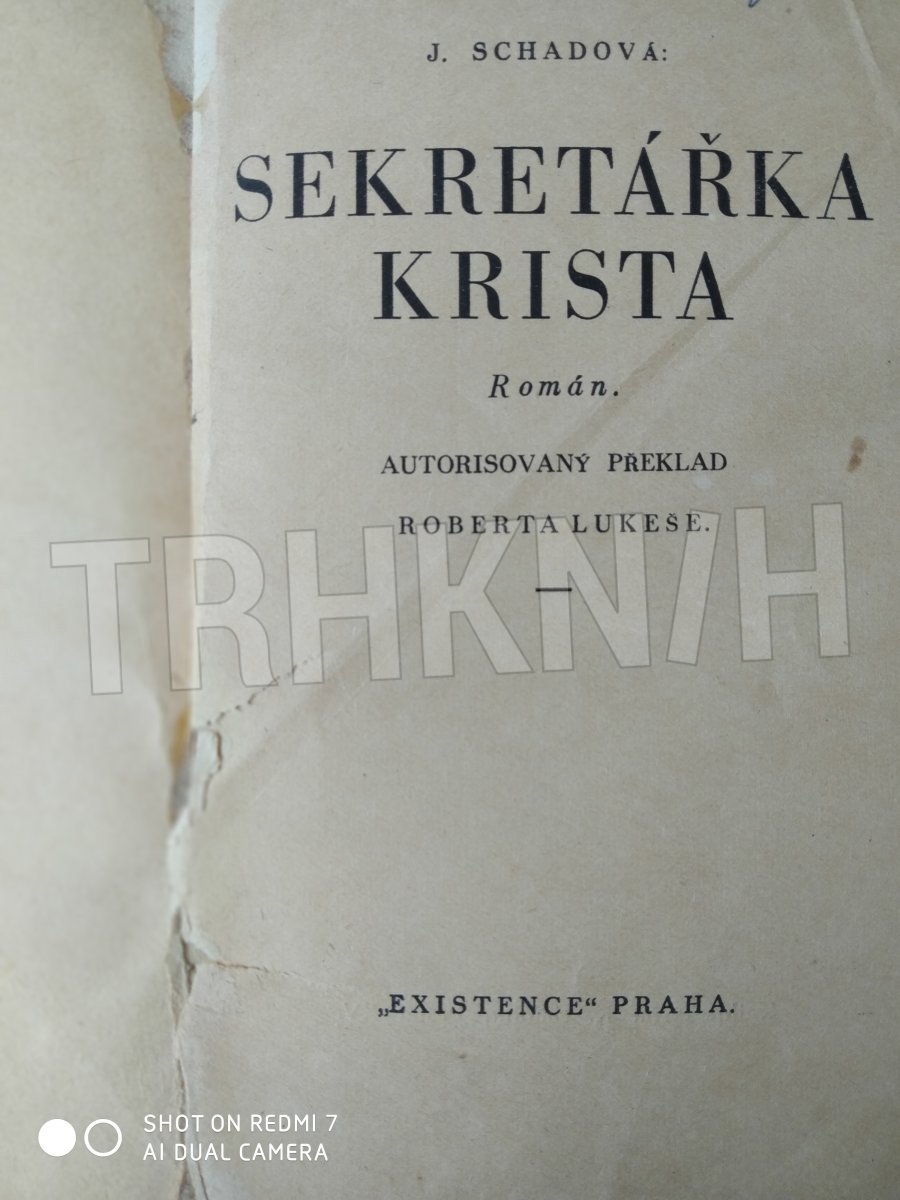 J. SCHADOVÁ:
SEKRETÁŘKA
KRISTA
Román.
AUTORISOVANÝ PŘEKLAD
ROBERTA LUKEŠE.
TRHKNIH
„EXISTENCE“ PRAHA.
SHOT ON REDMI 7
AI DUAL CAMERA